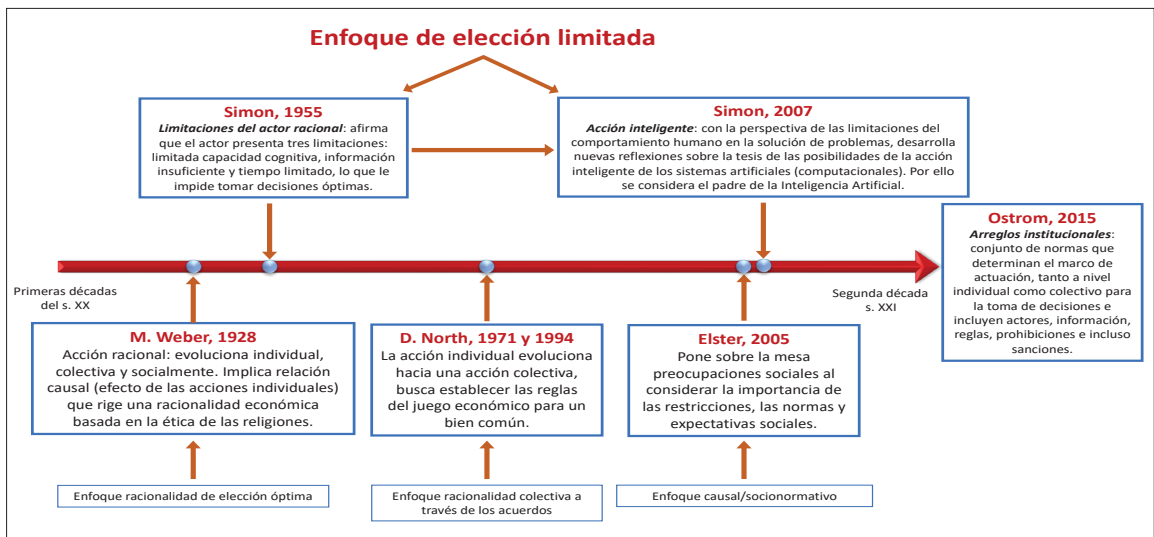 Enfoque de elección limitada
Simon, 1955
Limitaciones del actor racional: afirma
que el actor presenta tres limitaciones:
limitada capacidad cognitiva, información
insuficiente y tiempo limitado, lo que le
impide tomar decisiones óptimas.
Simon, 2007
Acción inteligente: con la perspectiva de las limitaciones del
comportamiento humano en la solución de problemas, desarrolla
nuevas reflexiones sobre la tesis de las posibilidades de la acción
inteligente de los sistemas artificiales (computacionales). Por ello
se considera el padre de la Inteligencia Artificial.
Ostrom, 2015
Arreglos institucionales:
conjunto de normas que
determinan el marco de
actuación, tanto a nivel
individual como colectivo para
la toma de decisiones e
incluyen actores, información,
reglas, prohibiciones e incluso
sanciones.
Primeras décadas
del s. XX
Segunda década
s. XXI
M. Weber, 1928
Acción racional: evoluciona individual,
colectiva y socialmente. Implica relación
causal (efecto de las acciones individuales)
que rige una racionalidad económica
basada en la ética de las religiones.
D. North, 1971 y 1994
La acción individual evoluciona
hacia una acción colectiva,
busca establecer las reglas
del juego económico para un
bien común.
Elster, 2005
Pone sobre la mesa
preocupaciones sociales al
considerar la importancia de
las restricciones, las normas y
expectativas sociales.
Enfoque racionalidad de elección óptima
Enfoque racionalidad colectiva a
través de los acuerdos
Enfoque causal/socionormativo